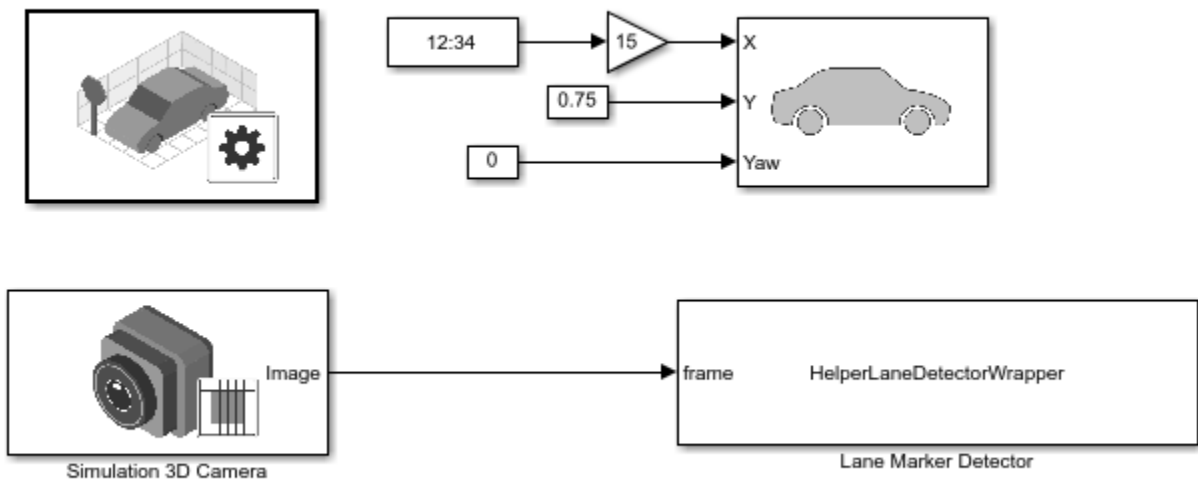 12:34
15
X
0.75
Y
0
Yaw
Image
frame
HelperLaneDetectorWrapper
Simulation 3D Camera
Lane Marker Detector